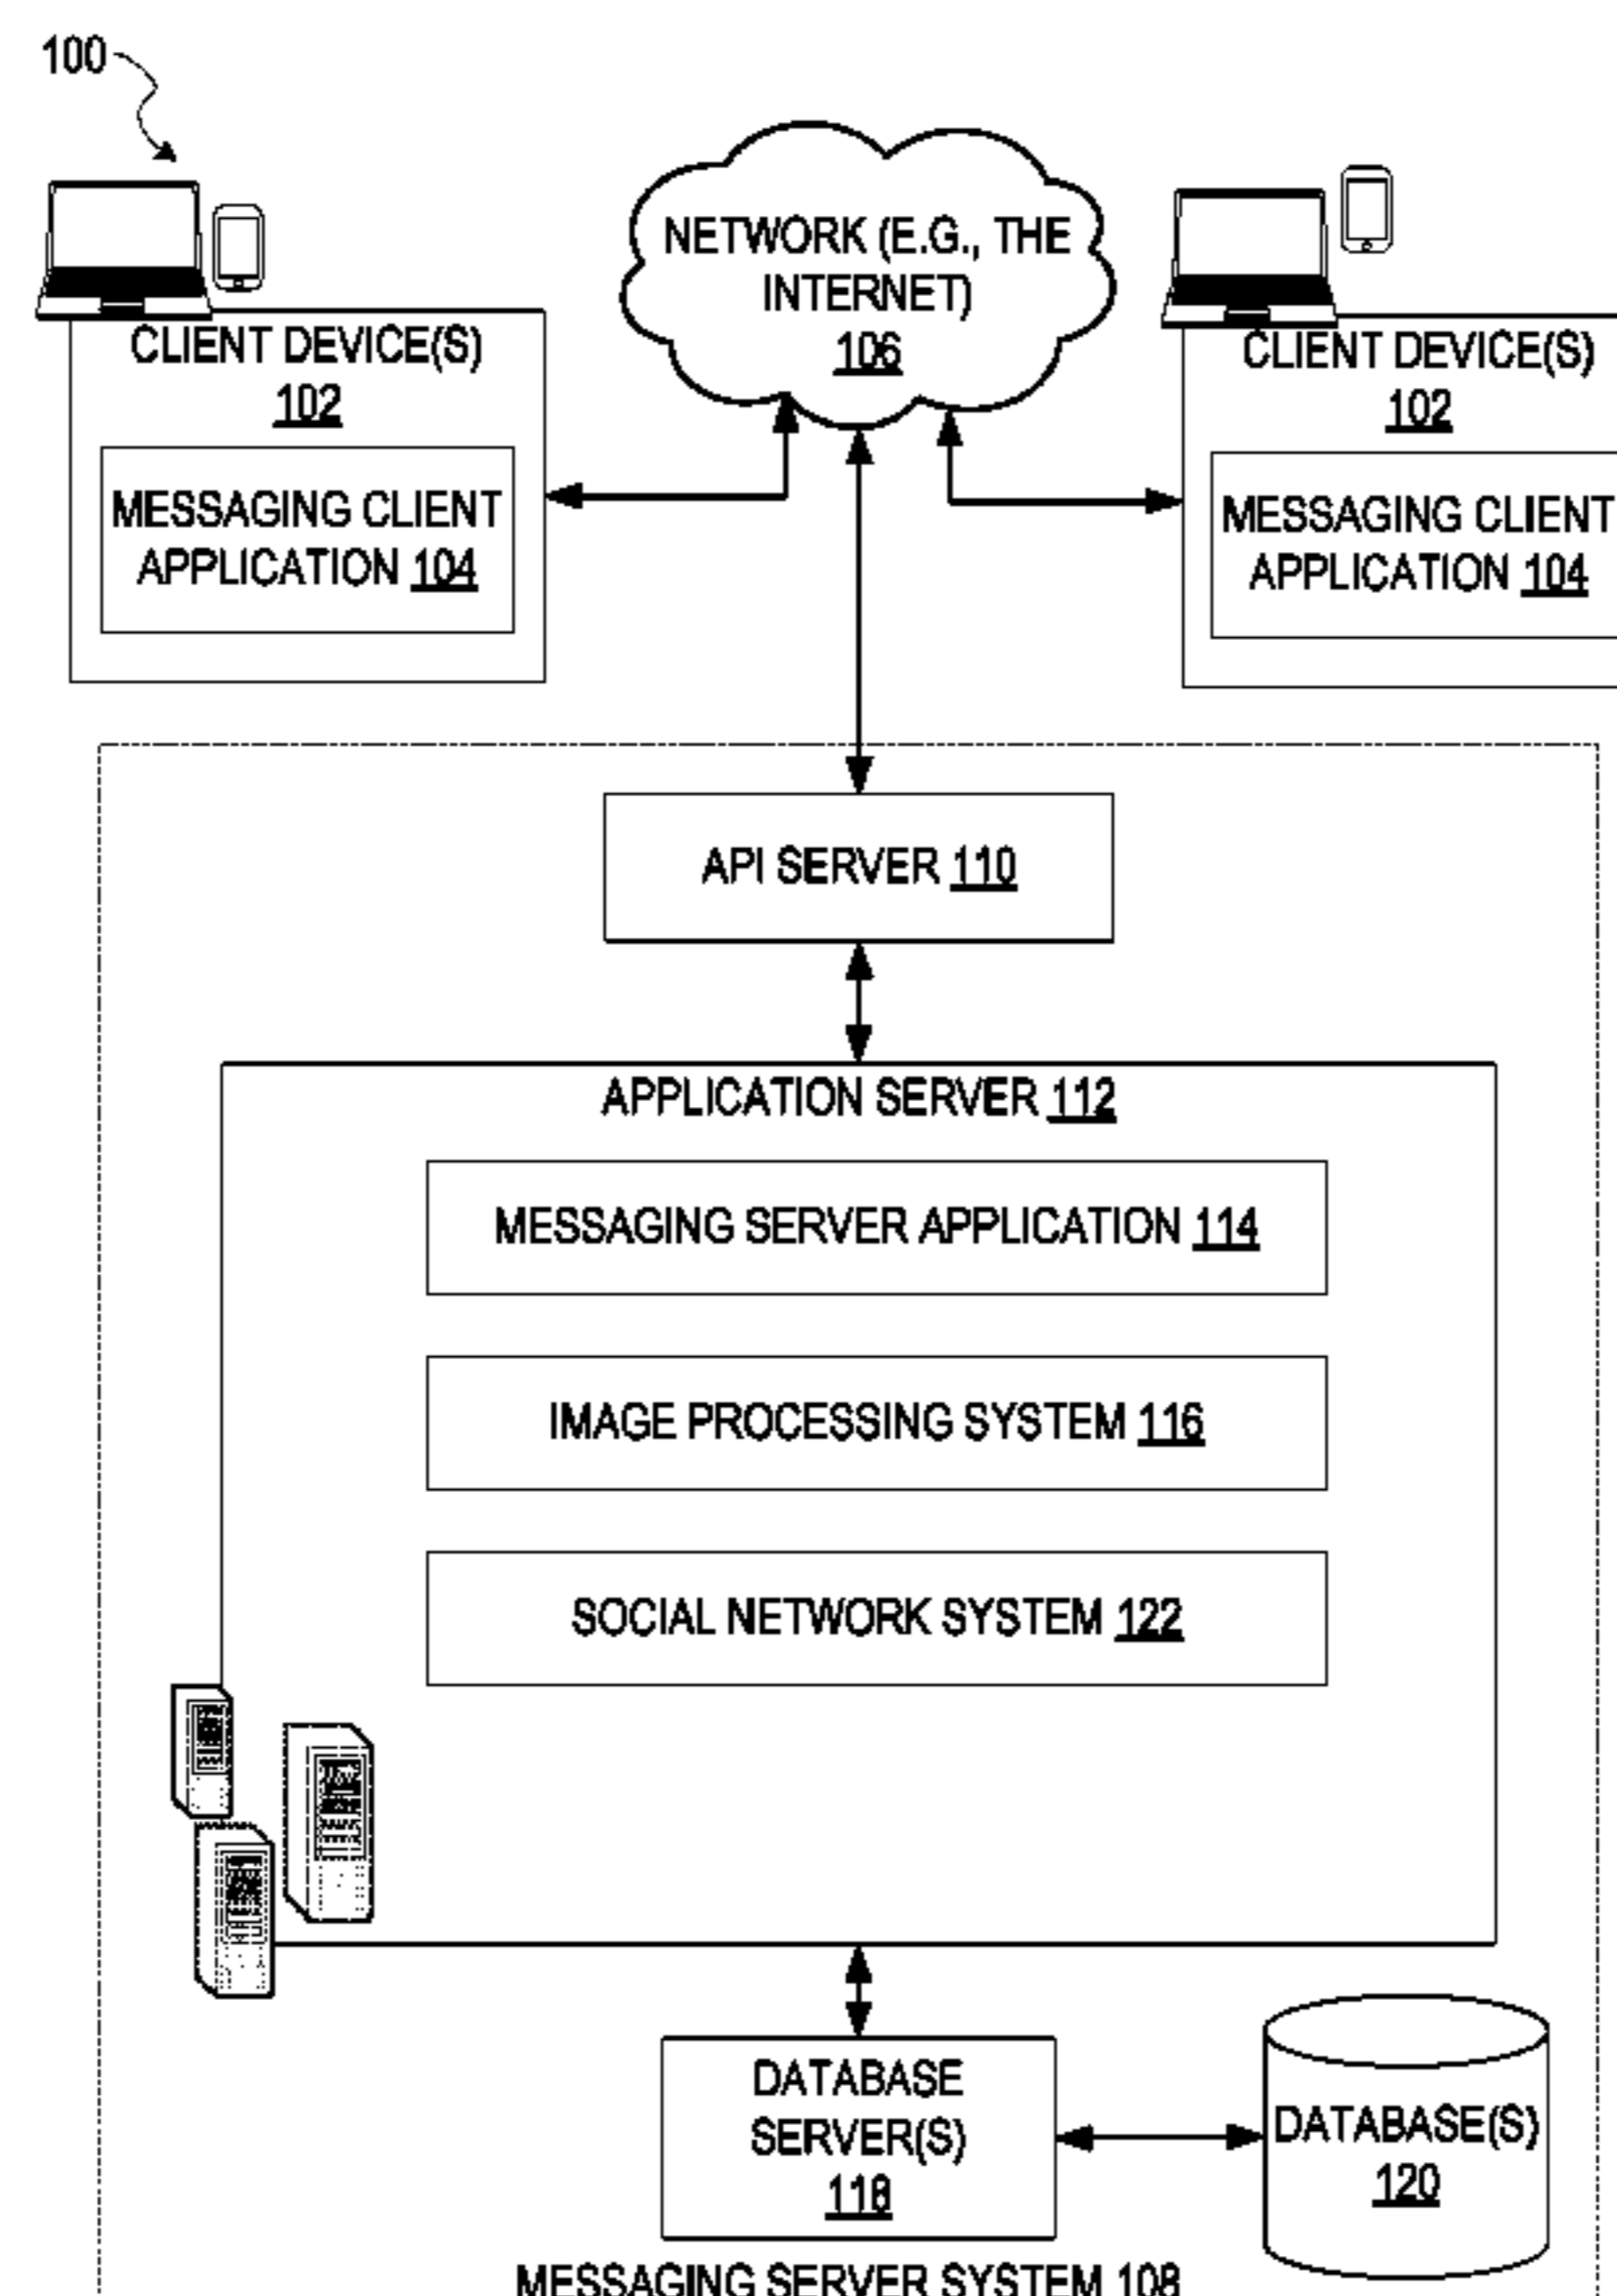 100
NETWORK (E.G., THE
INTERNET)
106
CLIENT DEVICE(S)
102
MESSAGING CLIENT
APPLICATION 104
CLIENT DEVICE(S)
102
MESSAGING CLIENT
APPLICATION 104
API SERVER 110
APPLICATION SERVER 112
MESSAGING SERVER APPLICATION 114
IMAGE PROCESSING SYSTEM 116
SOCIAL NETWORK SYSTEM 122
DATABASE
SERVER(S)
118
DATABASE(S)
120
MESSAGING SERVER SYSTEM 108